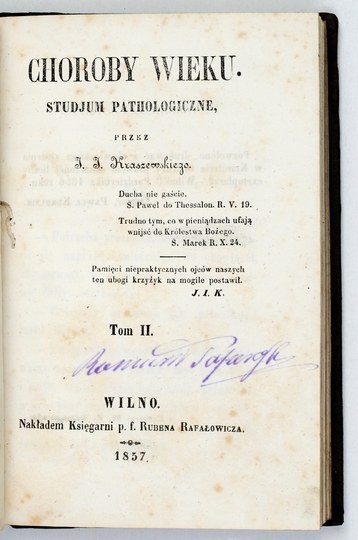 CHOROBY WIEKU.
STUDJUM PATHOLOGICZNE,
PRZEZ
J. I. Kraszewskiego.
Ducha nie gaście.
S. Paweł do Thessalon. R. V. 19.
Trudno tym, co w pieniądzach ufają
wnijść do Królestwa Bożego.
S. Marek R. X. 24.
Pamięci niepraktycznych ojców naszych
ten ubogi krzyżyk na mogile postawił.
J. I. K.
Tom II.
WILNO.
Nakładem Księgarni p. f. RUBENA RAFAŁOWICZA.
1857.